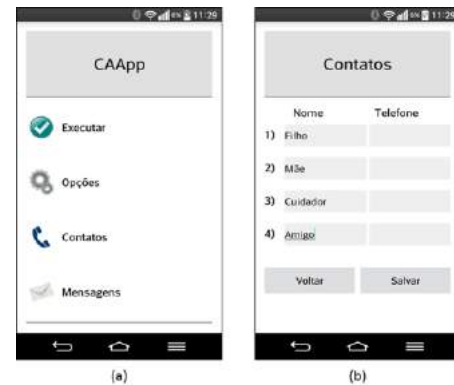 11:29
CAApp
Executar
Opções
Contatos
Mensagens
(a)
11:29
Contatos
Nome Telefone
1) Filho
2) Mãe
3) Cuidador
4) Amigo
Voltar Salvar
(b)